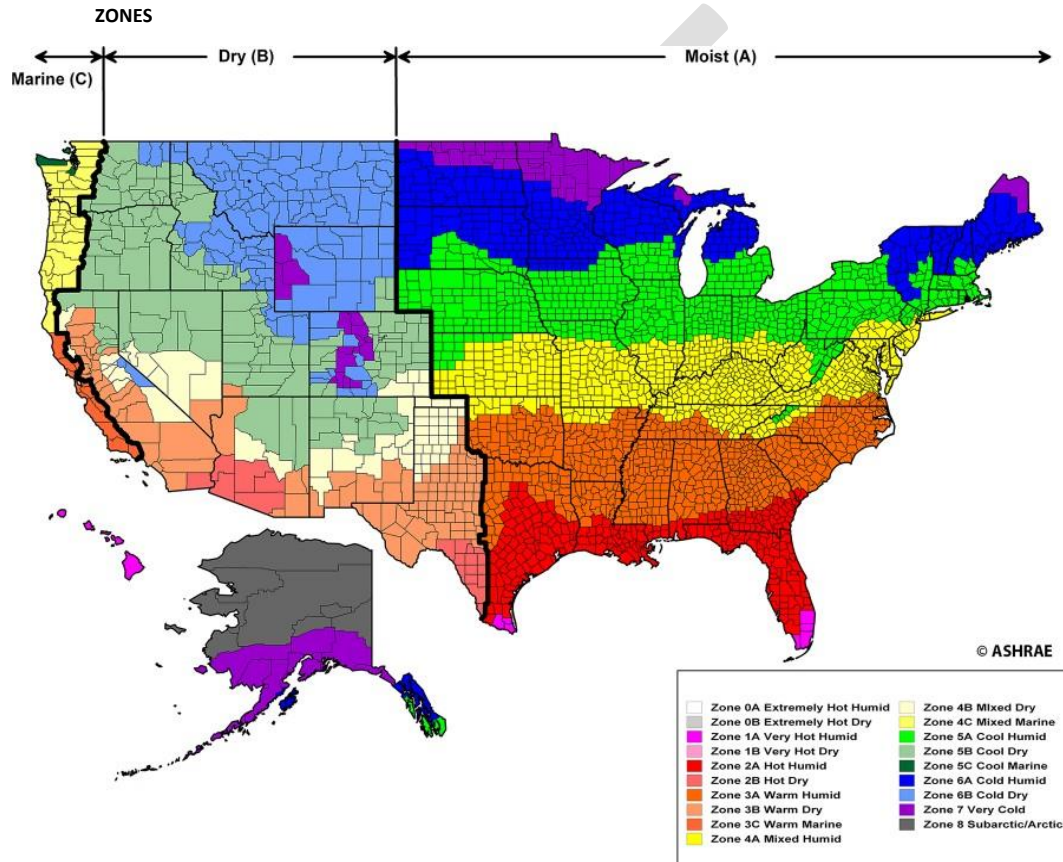 ZONES
Marine (C)
Dry (B)
Moist (A)
© ASHRAE
Zone 0A Extremely Hot Humid
Zone 0B Extremely Hot Dry
Zone 1A Very Hot Humid
Zone 1B Very Hot Dry
Zone 2A Hot Humid
Zone 2B Hot Dry
Zone 3A Warm Humid
Zone 3B Warm Dry
Zone 3C Warm Marine
Zone 4A Mixed Humid
Zone 4B MIxed Dry
Zone 4C Mixed Marine
Zone 5A Cool Humid
Zone 5B Cool Dry
Zone 5C Cool Marine
Zone 6A Cold Humid
Zone 6B Cold Dry
Zone 7 Very Cold
Zone 8 Subarctic/Arctic